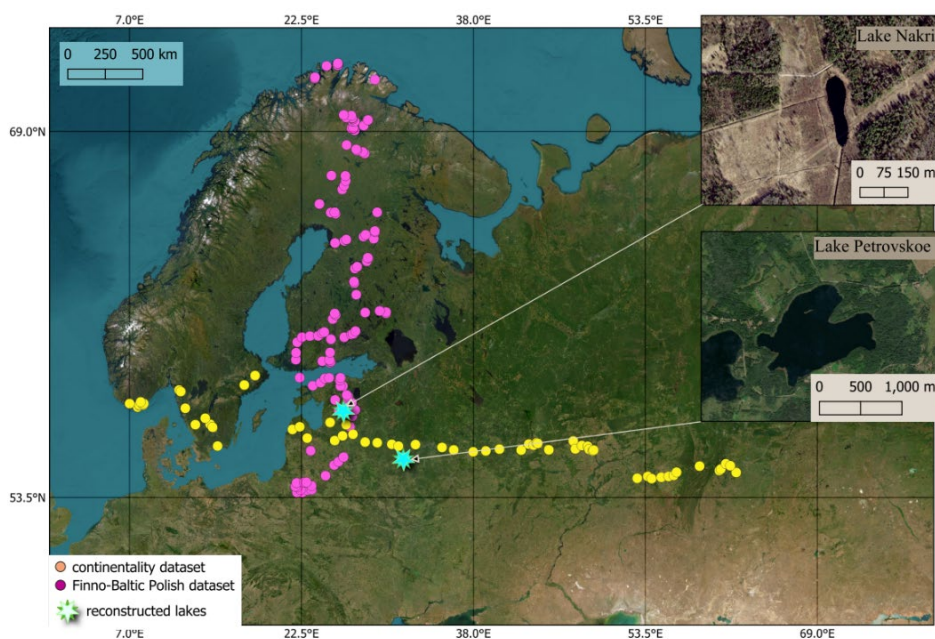 7.0°E 22.5°E 38.0°E 53.5°E 69.0°E
0 250 500 km
Lake Nakri
0 75 150 m
69.0°N
Lake Petrovskoe
0 500 1,000 m
53.5°N
continentality dataset
Finno-Baltic Polish dataset
reconstructed lakes
7.0°E 22.5°E 38.0°E 53.5°E 69.0°E